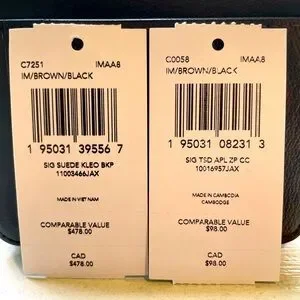 C7251 IMAA8
IM/BROWN/BLACK
1 95031 39556 7
SIG SUEDE KLEO BKP
11003466JAX
MADE IN VIET NAM
COMPARABLE VALUE
$478.00
CAD
$478.00
C0058 IMAA8
IM/BROWN/BLACK
1 95031 08231 3
SIG TSD APL ZP CC
10016957JAX
MADE IN CAMBODIA
CAMBODGE
COMPARABLE VALUE
$98.00
CAD
$98.00